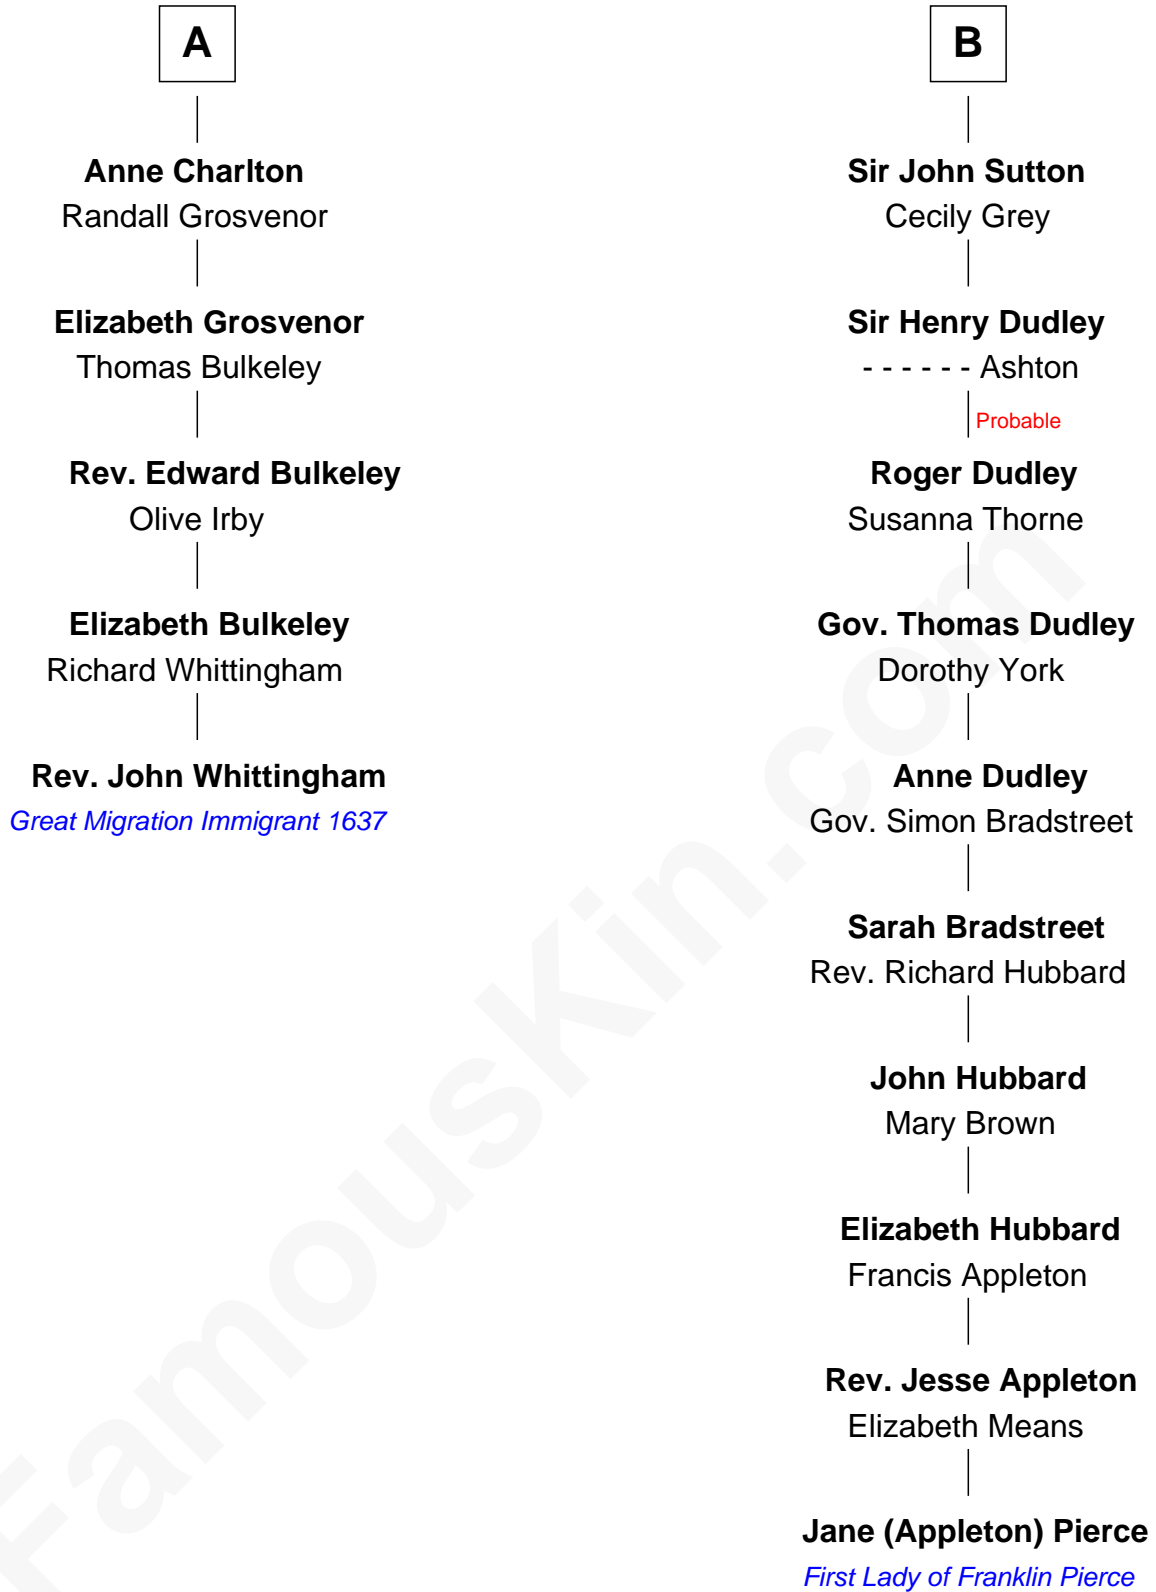 A
Anne Charlton
Randall Grosvenor
Elizabeth Grosvenor
Thomas Bulkeley
Rev. Edward Bulkeley
Olive Irby
Elizabeth Bulkeley
Richard Whittingham
Rev. John Whittingham
Great Migration Immigrant 1637
B
Sir John Sutton
Cecily Grey
Sir Henry Dudley
- - - - - - Ashton
Probable
Roger Dudley
Susanna Thorne
Gov. Thomas Dudley
Dorothy York
Anne Dudley
Gov. Simon Bradstreet
Sarah Bradstreet
Rev. Richard Hubbard
John Hubbard
Mary Brown
Elizabeth Hubbard
Francis Appleton
Rev. Jesse Appleton
Elizabeth Means
Jane (Appleton) Pierce
First Lady of Franklin Pierce
FamousKin.com